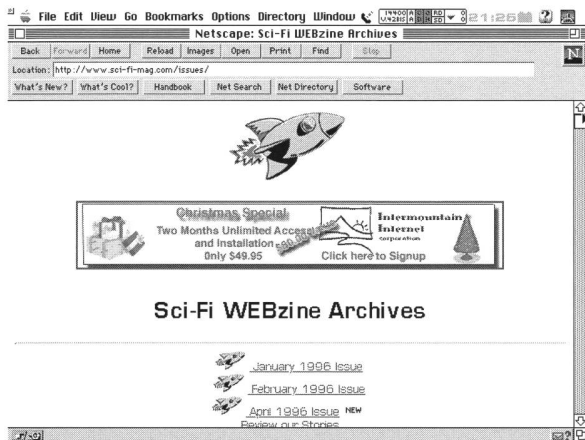 File Edit View Go Bookmarks Options Directory Window 21:26
Netscape: Sci-Fi WEBzine Archives
Back Forward Home Reload Images Open Print Find Stop N
Location: http://www.sci-fi-mag.com/issues/
What's New? What's Cool? Handbook Net Search Net Directory Software
Christmas Special
Two Months Unlimited Access
and Installation
Only $49.95
Intermountain
Internet
corporation
Click here to Signup
Sci-Fi WEBzine Archives
January 1996 Issue
February 1996 Issue
April 1996 Issue NEW
Review our Stories